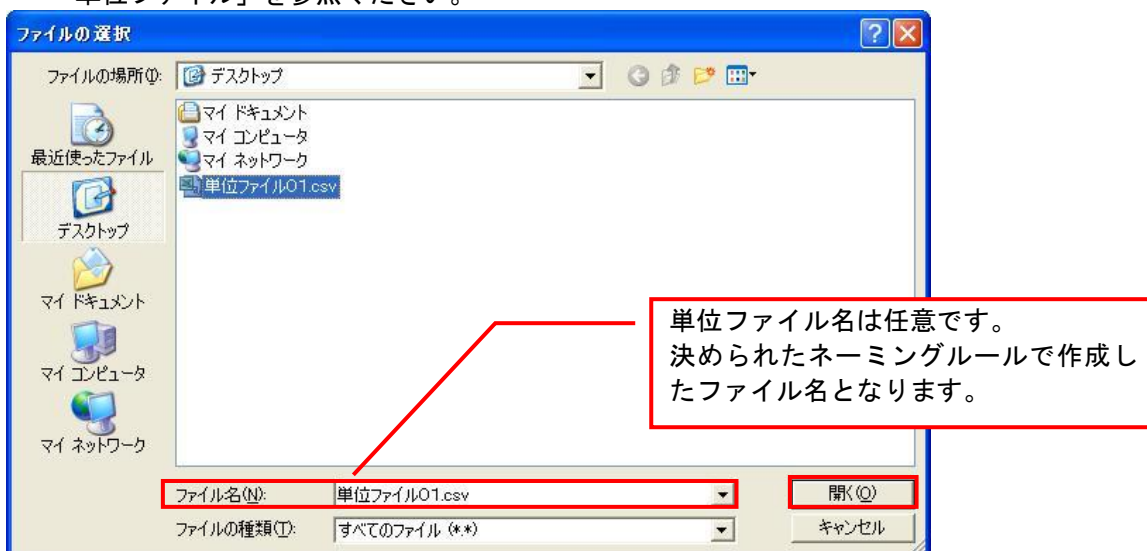 単位ファイル」を参照ください。
ファイルの選択
ファイルの場所(I):
デスクトップ
マイ ドキュメント
マイ コンピュータ
マイ ネットワーク
単位ファイル01.csv
最近使ったファイル
デスクトップ
マイ ドキュメント
マイ コンピュータ
マイ ネットワーク
単位ファイル名は任意です。
決められたネーミングルールで作成し
たファイル名となります。
ファイル名(N):
単位ファイル01.csv
開く(O)
ファイルの種類(T):
すべてのファイル (*.*)
キャンセル